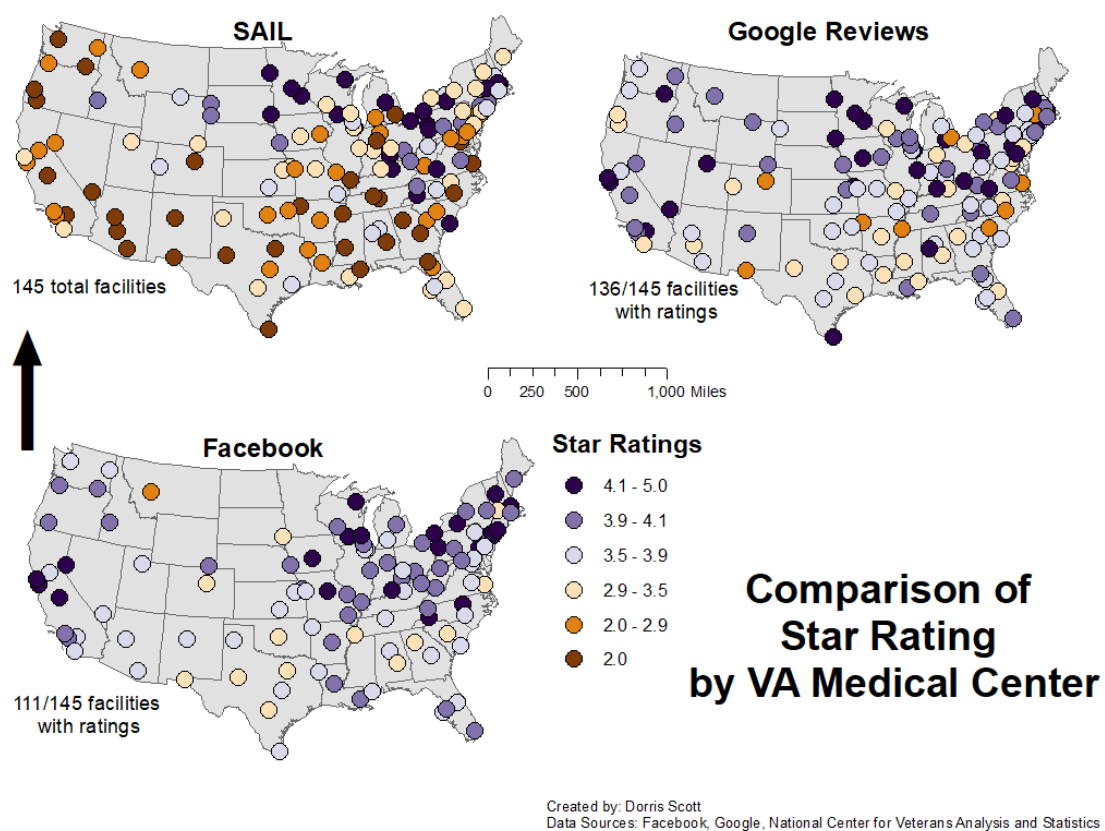 SAIL
Google Reviews
145 total facilities
136/145 facilities
with ratings
0 250 500 1,000 Miles
Facebook
Star Ratings
4.1 - 5.0
3.9 - 4.1
3.5 - 3.9
2.9 - 3.5
2.0 - 2.9
2.0
111/145 facilities
with ratings
Comparison of
Star Rating
by VA Medical Center
Created by: Dorris Scott
Data Sources: Facebook, Google, National Center for Veterans Analysis and Statistics